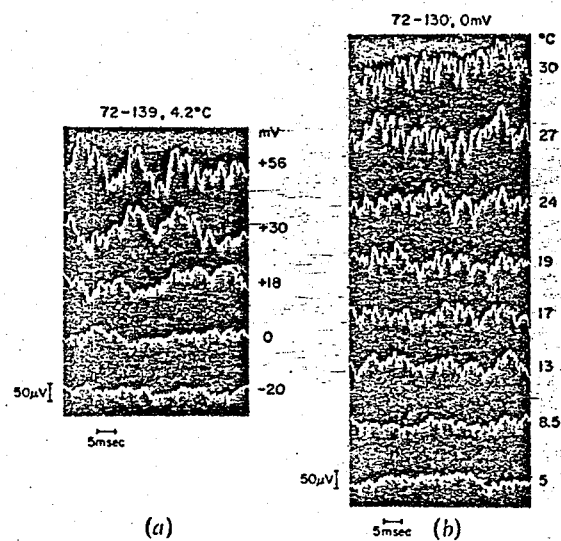 72-139, 4.2°C
mV
+56
+30
+18
0
-20
50μV
5msec
(a)
72-130, 0mV
°C
30
27
24
19
17
13
8.5
5
50μV
5msec
(b)